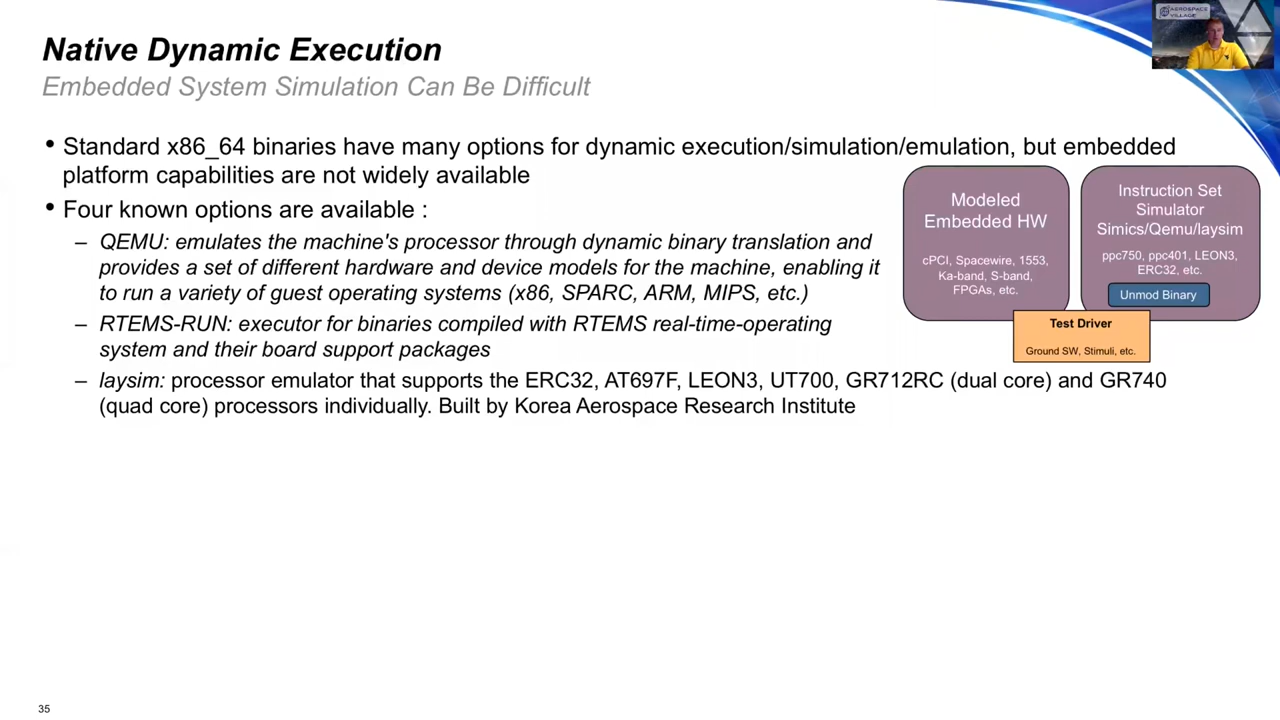 AEROSPACE
VILLAGE
Native Dynamic Execution
Embedded System Simulation Can Be Difficult
• Standard x86_64 binaries have many options for dynamic execution/simulation/emulation, but embedded
platform capabilities are not widely available
• Four known options are available :
– QEMU: emulates the machine's processor through dynamic binary translation and
provides a set of different hardware and device models for the machine, enabling it
to run a variety of guest operating systems (x86, SPARC, ARM, MIPS, etc.)
– RTEMS-RUN: executor for binaries compiled with RTEMS real-time-operating
system and their board support packages
– laysim: processor emulator that supports the ERC32, AT697F, LEON3, UT700, GR712RC (dual core) and GR740
(quad core) processors individually. Built by Korea Aerospace Research Institute
Modeled
Embedded HW
cPCI, Spacewire, 1553,
Ka-band, S-band,
FPGAs, etc.
Instruction Set
Simulator
Simics/Qemu/laysim
ppc750, ppc401, LEON3,
ERC32, etc.
Unmod Binary
Test Driver
Ground SW, Stimuli, etc.
35